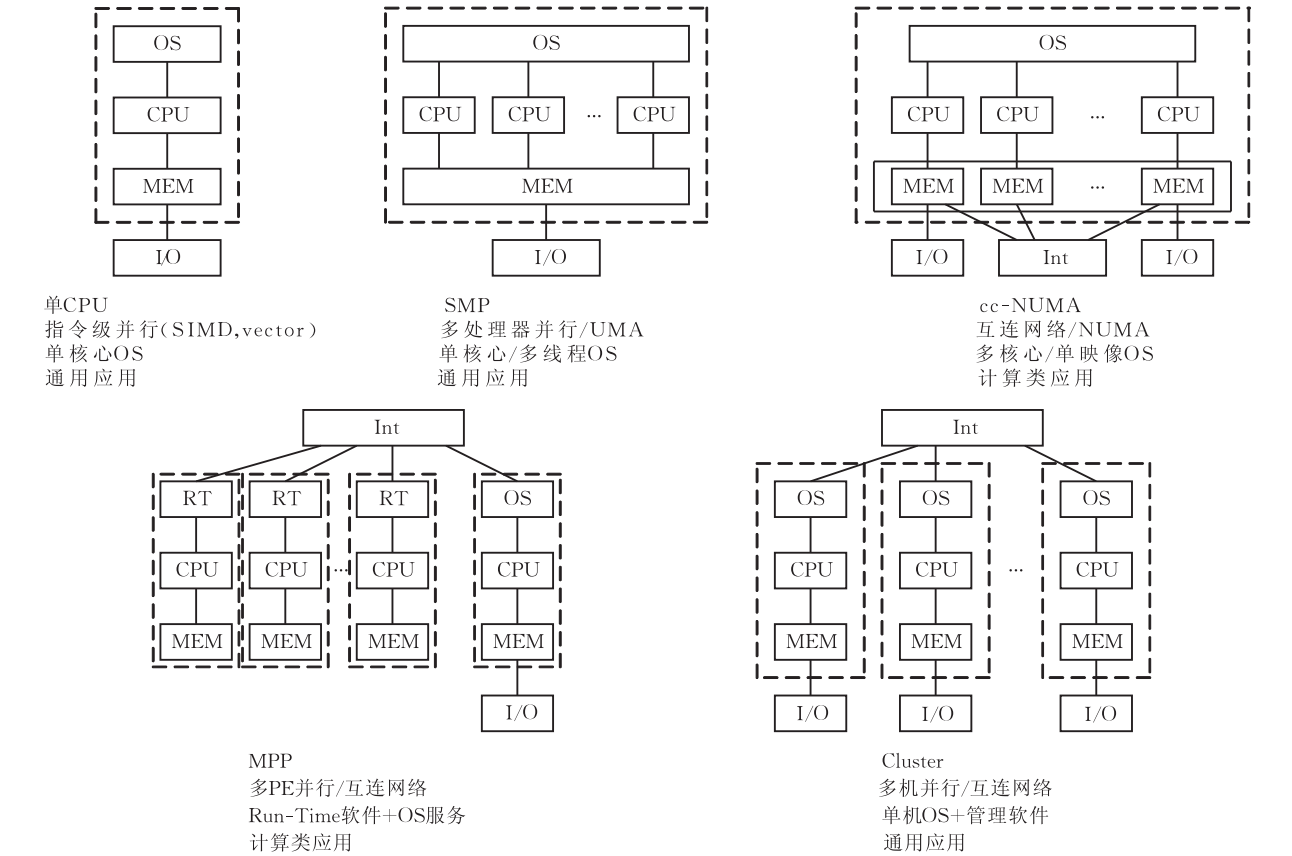 OS
CPU
MEM
I/O
单CPU
指令级并行(SIMD,vector)
单核心OS
通用应用
OS
CPU CPU ... CPU
MEM
I/O
SMP
多处理器并行/UMA
单核心/多线程OS
通用应用
OS
CPU CPU ... CPU
MEM MEM ... MEM
I/O Int I/O
cc-NUMA
互连网络/NUMA
多核心/单映像OS
计算类应用
Int
RT RT RT OS
CPU CPU ... CPU CPU
MEM MEM MEM MEM
I/O
MPP
多PE并行/互连网络
Run-Time软件+OS服务
计算类应用
Int
OS OS OS
CPU CPU ... CPU
MEM MEM MEM
I/O I/O I/O
Cluster
多机并行/互连网络
单机OS+管理软件
通用应用